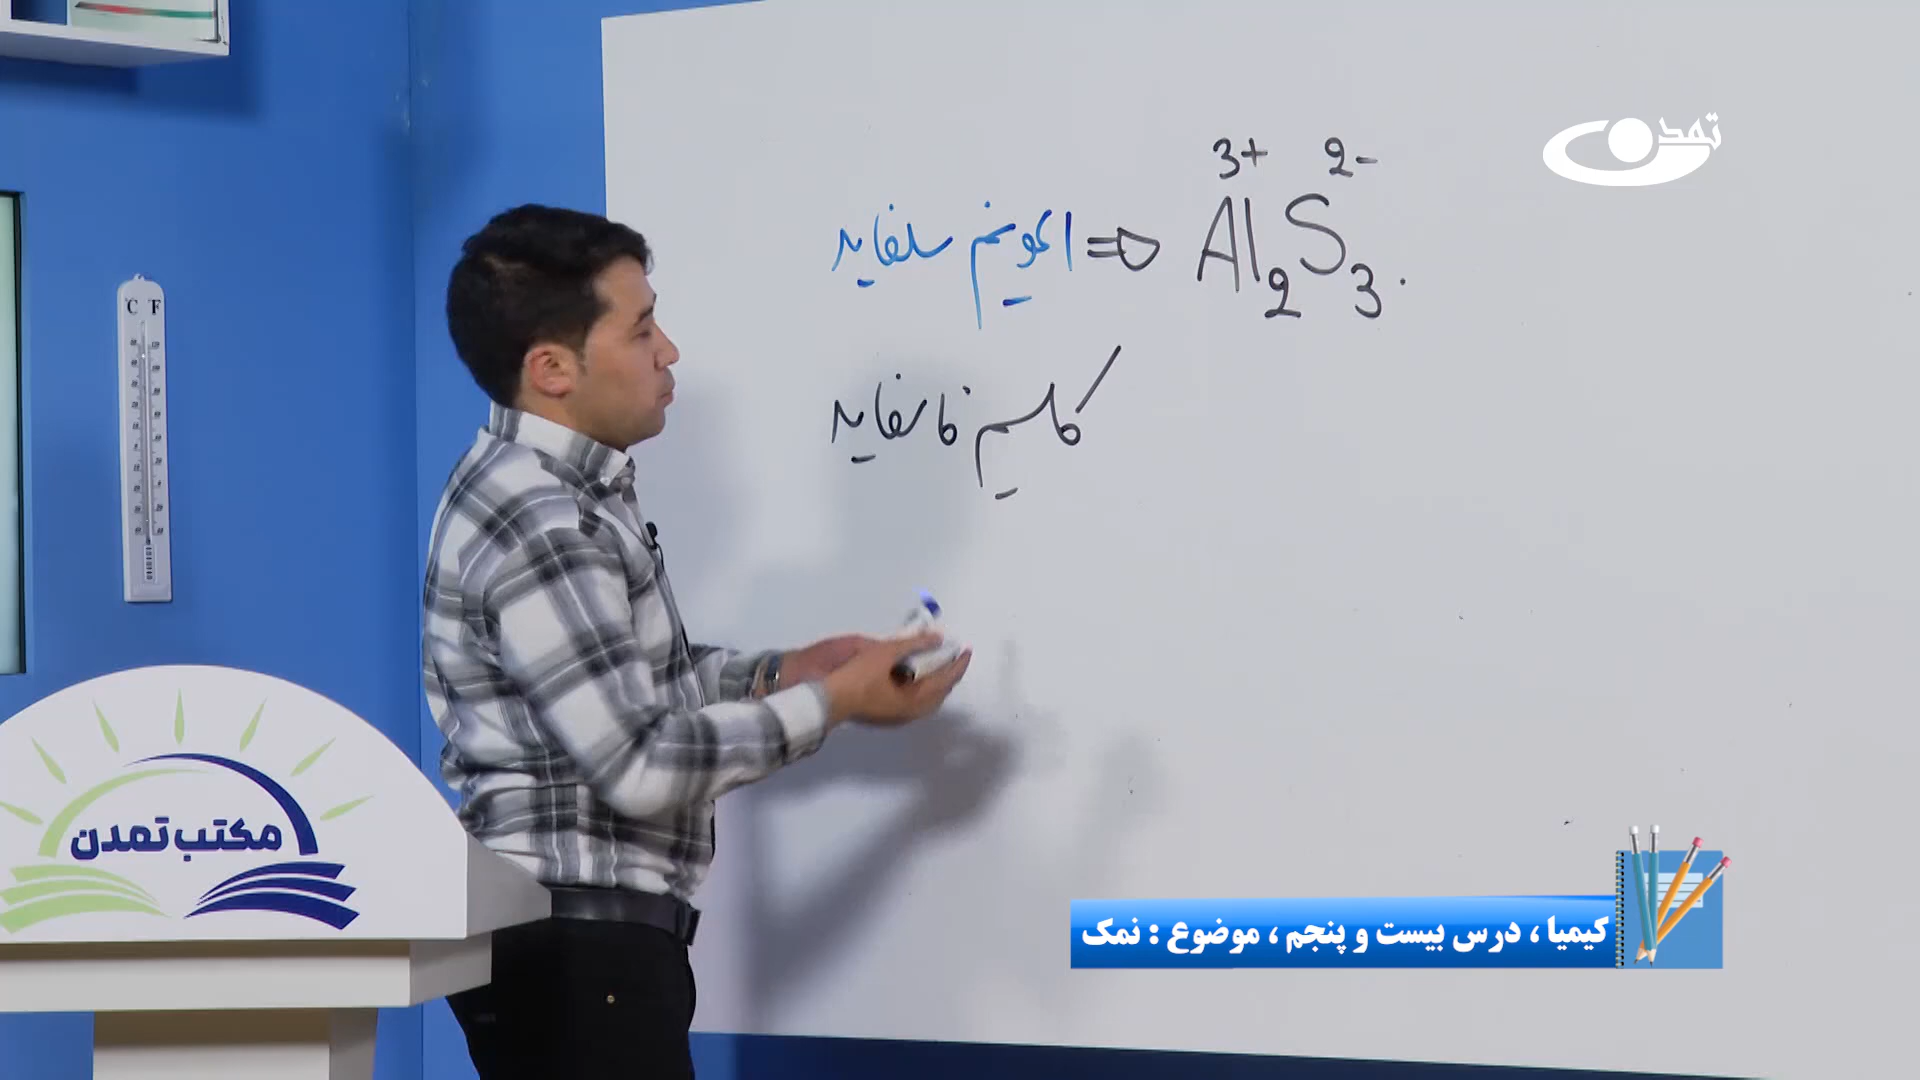 تمدن
3+ 2-
المونیم سلفاید ⇒ Al2S3.
کلسیم فاسفاید
°C °F
مکتب تمدن
کیمیا ، درس بیست و پنجم ، موضوع : نمک